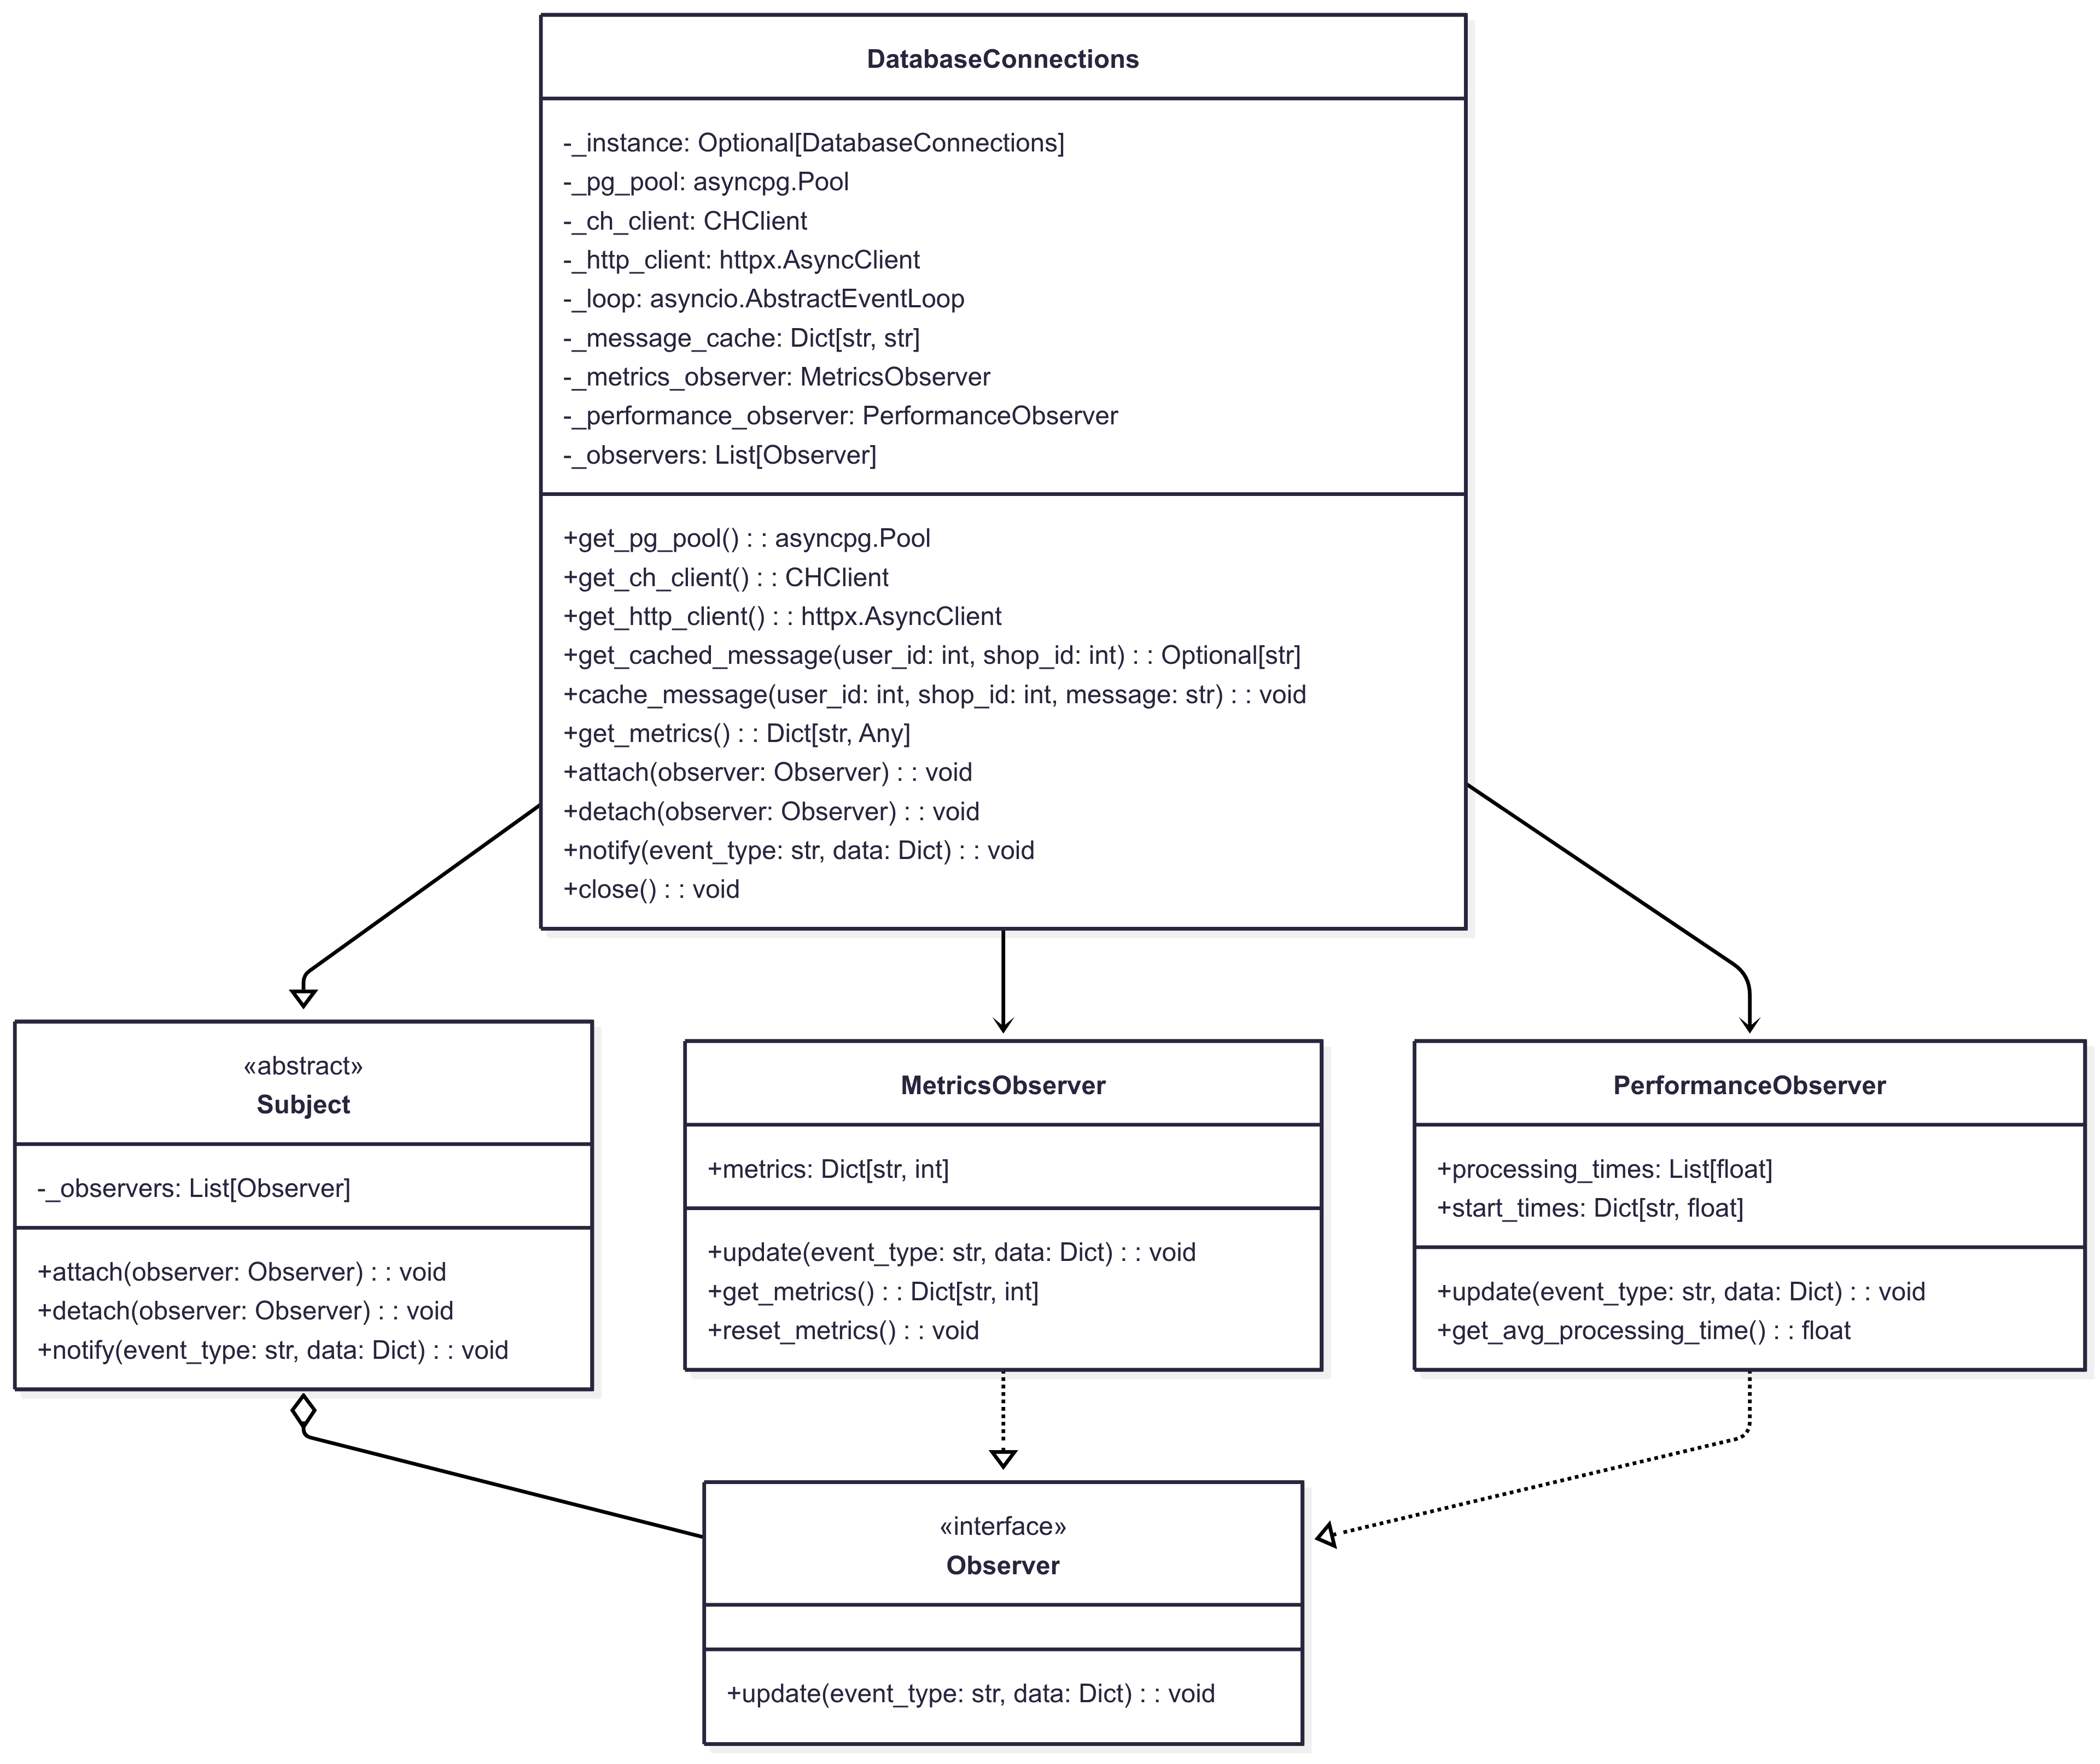 DatabaseConnections
-_instance: Optional[DatabaseConnections]
-_pg_pool: asyncpg.Pool
-_ch_client: CHClient
-_http_client: httpx.AsyncClient
-_loop: asyncio.AbstractEventLoop
-_message_cache: Dict[str, str]
-_metrics_observer: MetricsObserver
-_performance_observer: PerformanceObserver
-_observers: List[Observer]
+get_pg_pool() : : asyncpg.Pool
+get_ch_client() : : CHClient
+get_http_client() : : httpx.AsyncClient
+get_cached_message(user_id: int, shop_id: int) : : Optional[str]
+cache_message(user_id: int, shop_id: int, message: str) : : void
+get_metrics() : : Dict[str, Any]
+attach(observer: Observer) : : void
+detach(observer: Observer) : : void
+notify(event_type: str, data: Dict) : : void
+close() : : void
«abstract»
Subject
-_observers: List[Observer]
+attach(observer: Observer) : : void
+detach(observer: Observer) : : void
+notify(event_type: str, data: Dict) : : void
MetricsObserver
+metrics: Dict[str, int]
+update(event_type: str, data: Dict) : : void
+get_metrics() : : Dict[str, int]
+reset_metrics() : : void
PerformanceObserver
+processing_times: List[float]
+start_times: Dict[str, float]
+update(event_type: str, data: Dict) : : void
+get_avg_processing_time() : : float
«interface»
Observer
+update(event_type: str, data: Dict) : : void